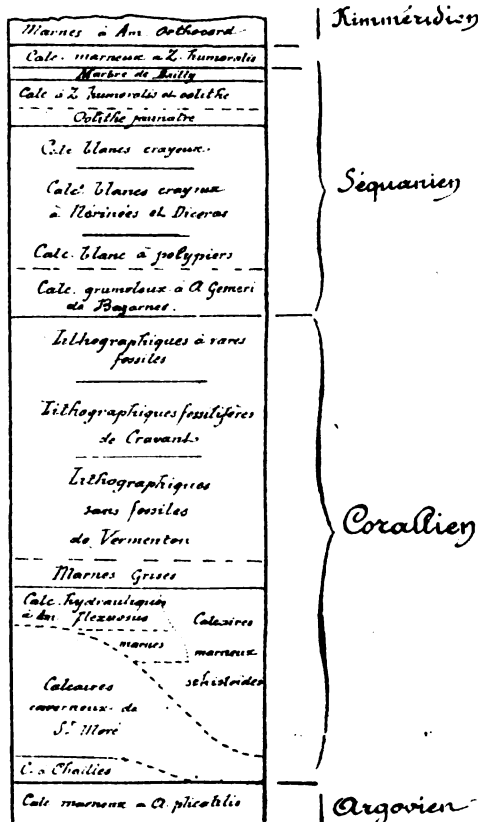 Marnes à Am Orthocord
Kimméridien
Calc. marneux à Z. humeralis
Marbre de Bailly
Calc à Z humeralis et oolithe
Oolithe jaunatre
Calc blancs crayeux.
Calc. blancs crayeux
à Nérinées et Diceras
Séquanien
Calc. blanc à polypiers
Calc. grumeleux à A Gemeri
de Bazarnes.
Lithographiques à rares
fossiles
Lithographiques fossilifères
de Cravant
Lithographiques
sans fossiles
de Vermenton
Corallien
Marnes Grises
Calc. hydrauliques
à Am. flexuosus
marnes
Calcaires
marneux
schistoïdes
Calcaires
caverneux de
St Moré
C. à Chailles
Calc marneux à A. plicatilis
Argovien